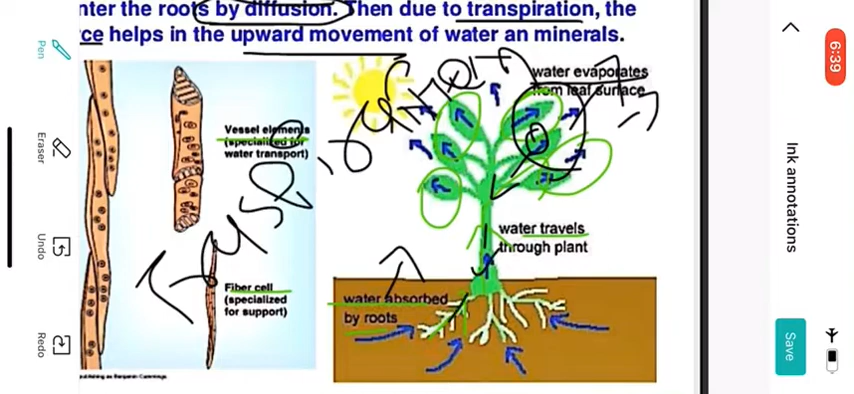 nter the roots by diffusion. Then due to transpiration, the
ce helps in the upward movement of water an minerals.
Vessel elements
(specialized for
water transport)
Fiber cell
(specialized
for support)
water evaporates
from leaf surface
water travels
through plant
water absorbed
by roots
Pen
Eraser
Undo
Redo
6:39
Ink annotations
Save